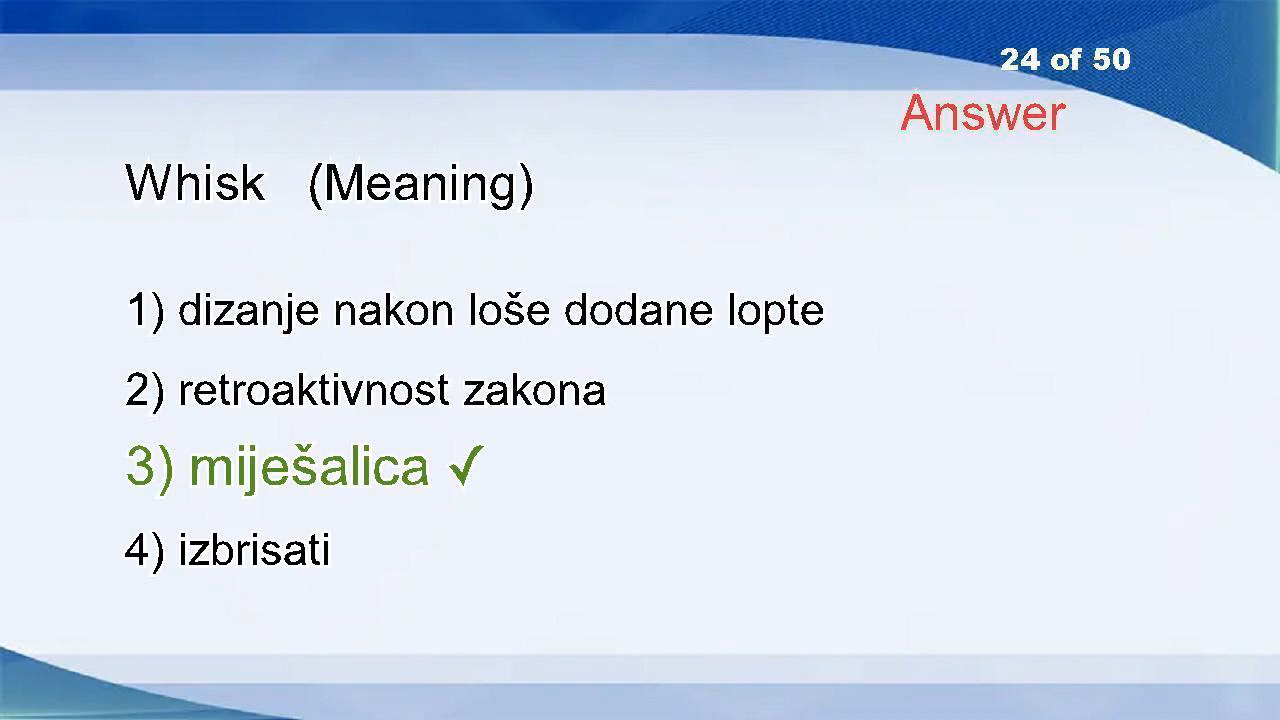 24 of 50
Answer
Whisk (Meaning)
1) dizanje nakon loše dodane lopte
2) retroaktivnost zakona
3) miješalica ✓
4) izbrisati